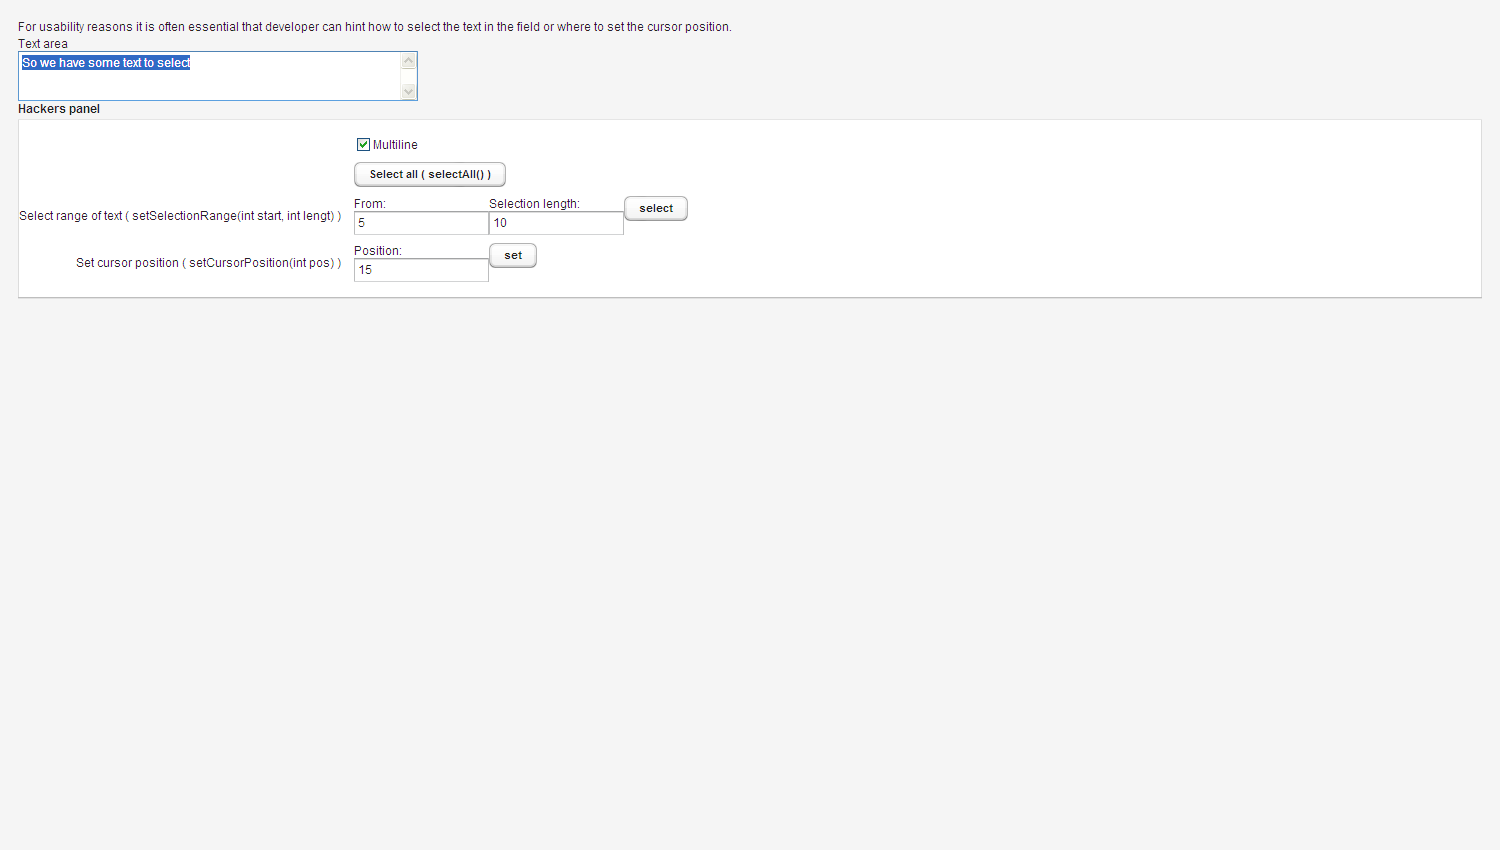 For usability reasons it is often essential that developer can hint how to select the text in the field or where to set the cursor position.
Text area
So we have some text to select
Hackers panel
Multiline
Select all ( selectAll() )
Select range of text ( setSelectionRange(int start, int lengt) )
From:
Selection length:
5
10
select
Set cursor position ( setCursorPosition(int pos) )
Position:
15
set